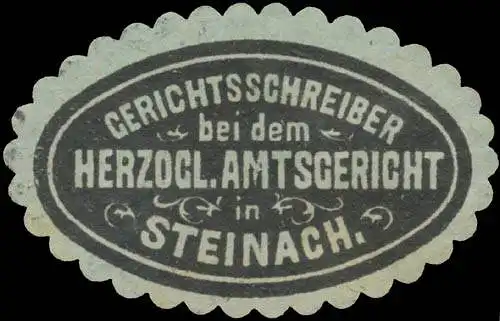 GERICHTSSCHREIBER
bei dem
HERZOGL. AMTSGERICHT
in
STEINACH.